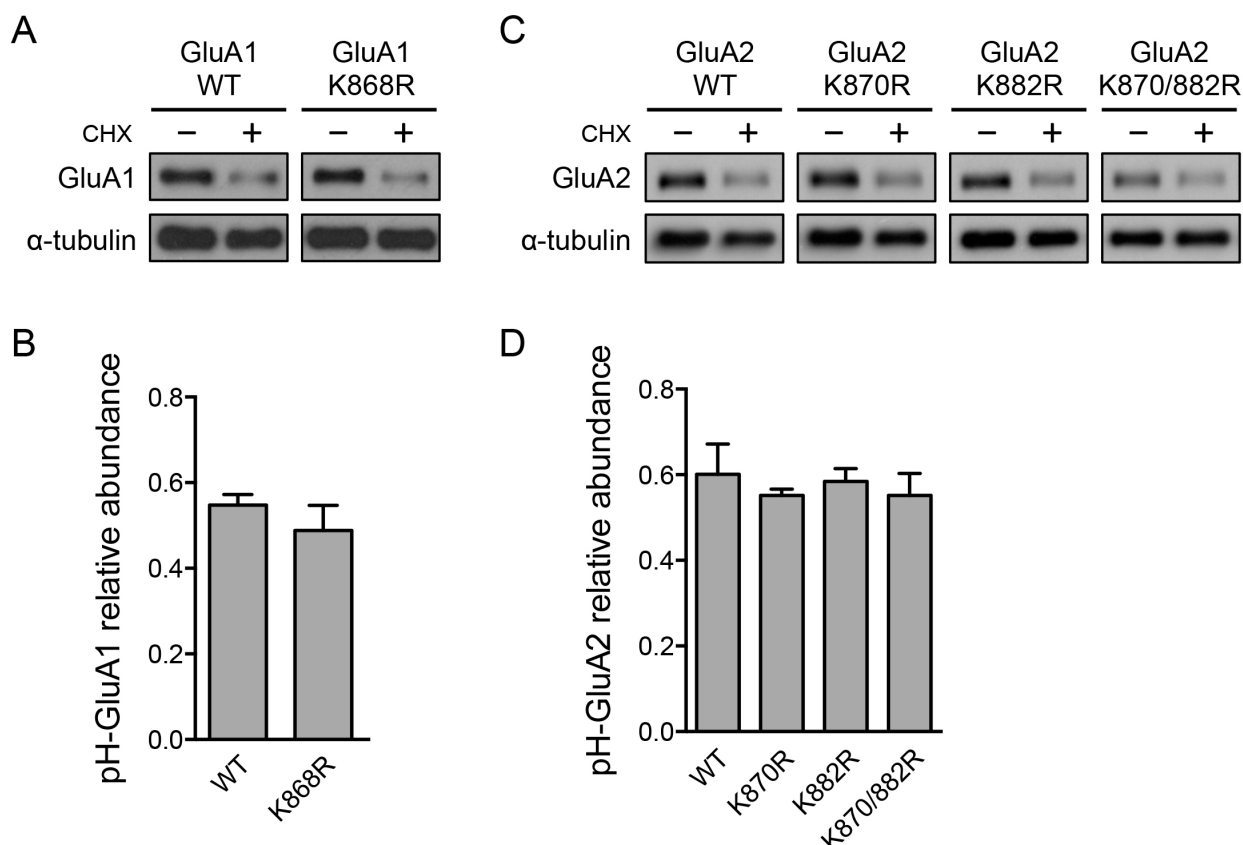 A
GluA1 WT
GluA1 K868R
CHX
− + − +
GluA1
α-tubulin
C
GluA2 WT
GluA2 K870R
GluA2 K882R
GluA2 K870/882R
CHX
− + − + − + − +
GluA2
α-tubulin
B
pH-GluA1 relative abundance
0.8
0.6
0.4
0.2
0.0
WT
K868R
D
pH-GluA2 relative abundance
0.8
0.6
0.4
0.2
0.0
WT
K870R
K882R
K870/882R